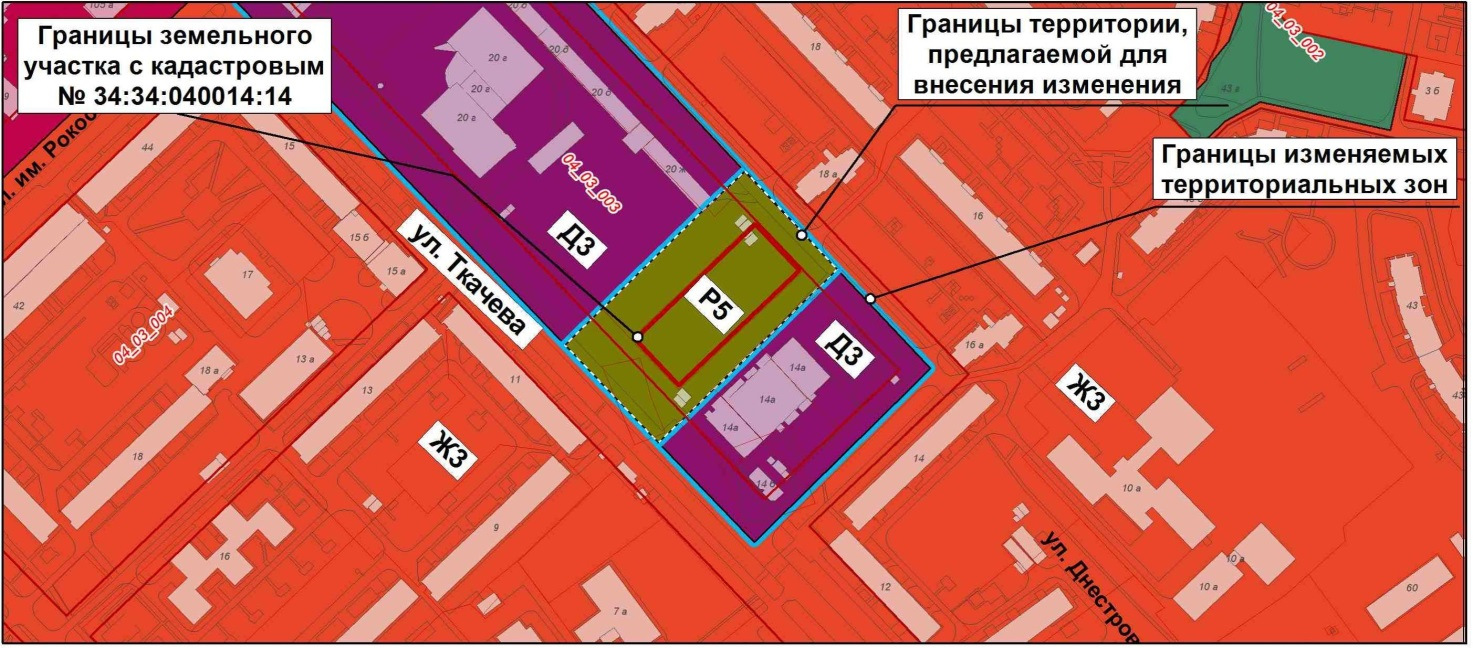 Границы земельного
участка с кадастровым
№ 34:34:040014:14
Границы территории,
предлагаемой для
внесения изменения
Границы изменяемых
территориальных зон
105 а
20 б
20.б
20 в
20 в
20 б
20 г
20 ж
04_03_003
Д3
18
04_03_002
43 в
3 б
44
15
15 б
15 а
17
42
04_03_004
ул. Ткачева
Р5
Д3
18 а
16
16 а
Ж3
43
43
18 а
13 а
13
11
18
Ж3
16
9
7 а
14а
14а
14а
14 б
14
12
10 а
10 а
10 а
60
ул. Днестров